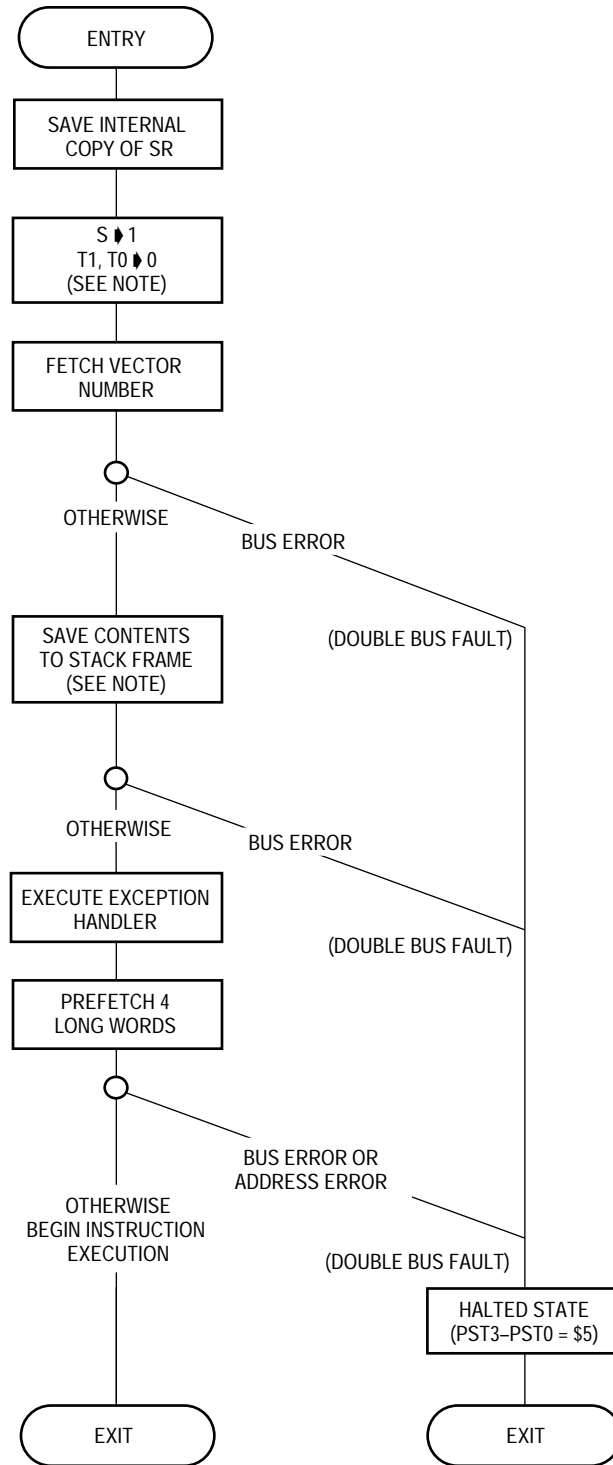 ENTRY
SAVE INTERNAL
COPY OF SR
S ➧ 1
T1, T0 ➧ 0
(SEE NOTE)
FETCH VECTOR
NUMBER
OTHERWISE
BUS ERROR
(DOUBLE BUS FAULT)
SAVE CONTENTS
TO STACK FRAME
(SEE NOTE)
OTHERWISE
BUS ERROR
(DOUBLE BUS FAULT)
EXECUTE EXCEPTION
HANDLER
PREFETCH 4
LONG WORDS
BUS ERROR OR
ADDRESS ERROR
OTHERWISE
BEGIN INSTRUCTION
EXECUTION
(DOUBLE BUS FAULT)
HALTED STATE
(PST3–PST0 = $5)
EXIT
EXIT